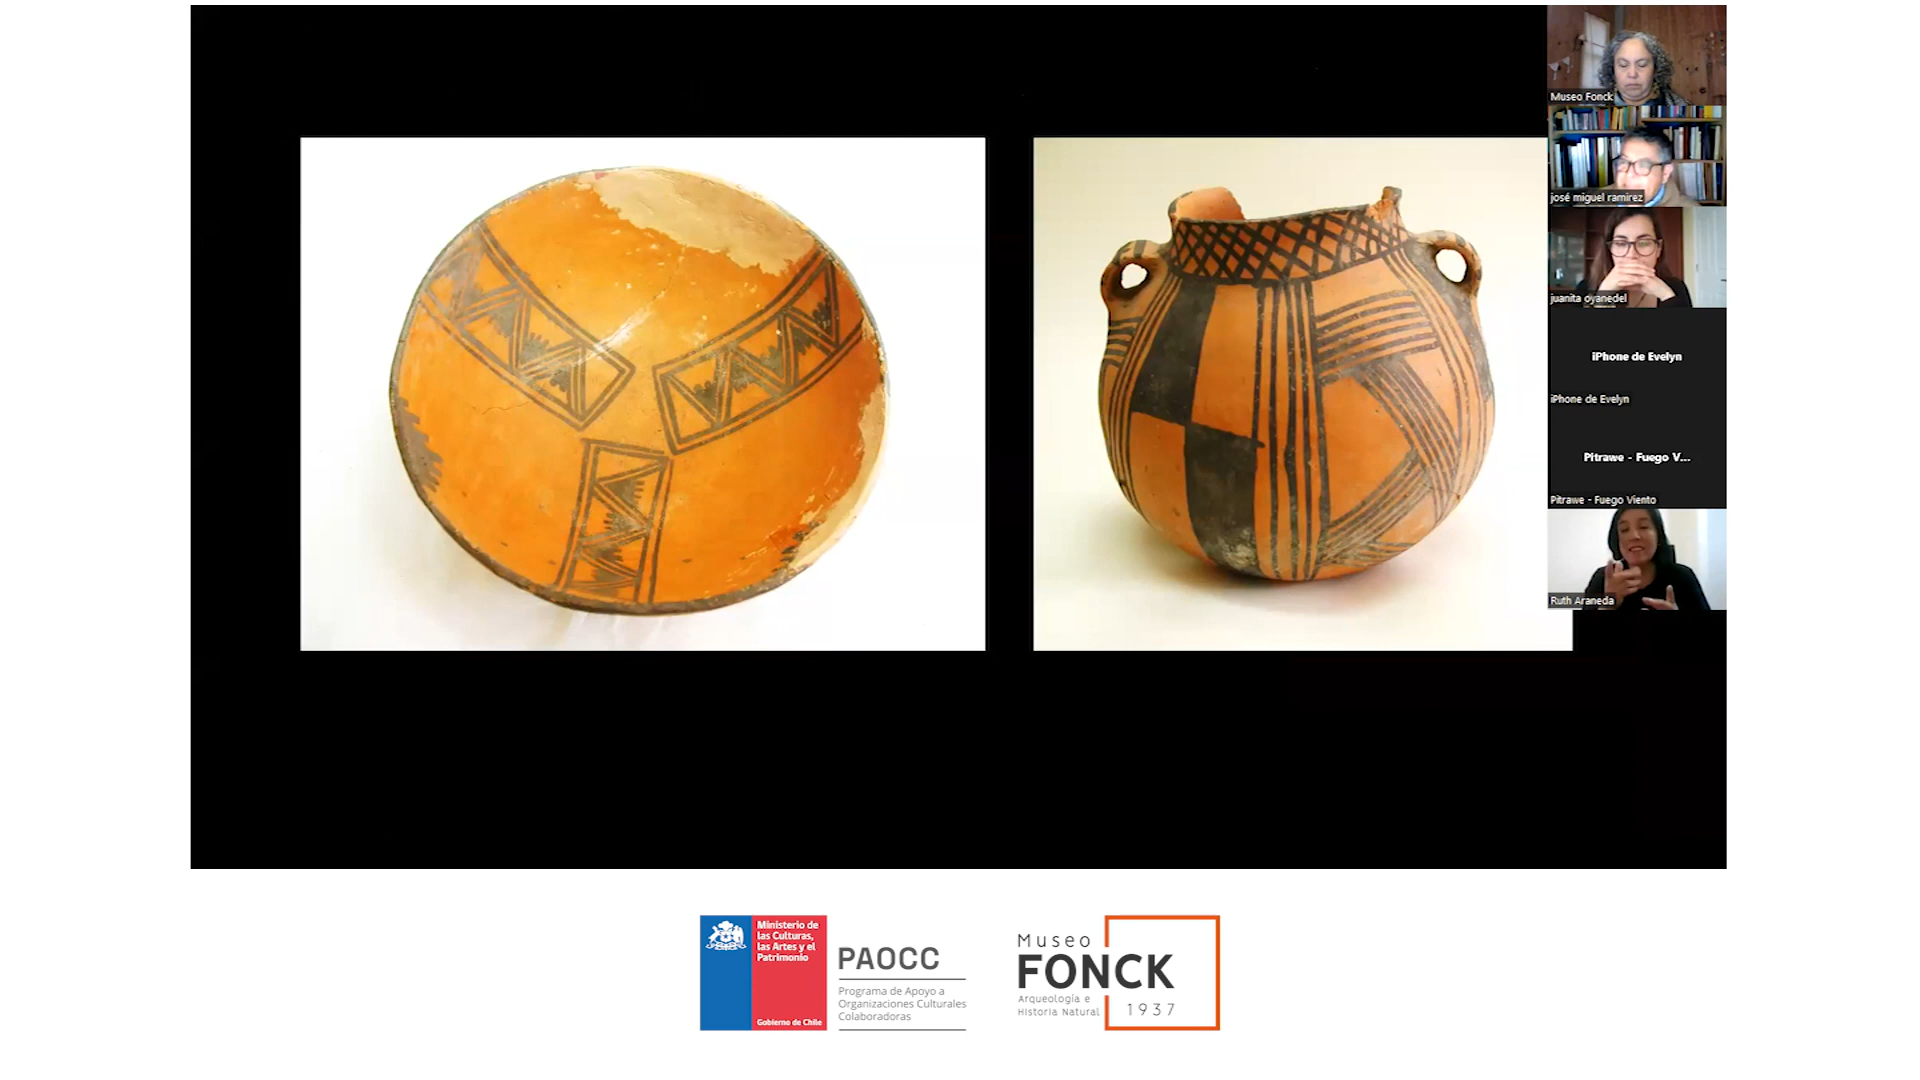 Museo Fonck
josé miguel ramirez
juanita oyanedel
iPhone de Evelyn
iPhone de Evelyn
Pitrawe - Fuego V...
Pitrawe - Fuego Viento
Ruth Araneda
Ministerio de
las Culturas,
las Artes y el
Patrimonio
Gobierno de Chile
PAOCC
Programa de Apoyo a
Organizaciones Culturales
Colaboradoras
Museo
FONCK
Arqueología e
Historia Natural
1937